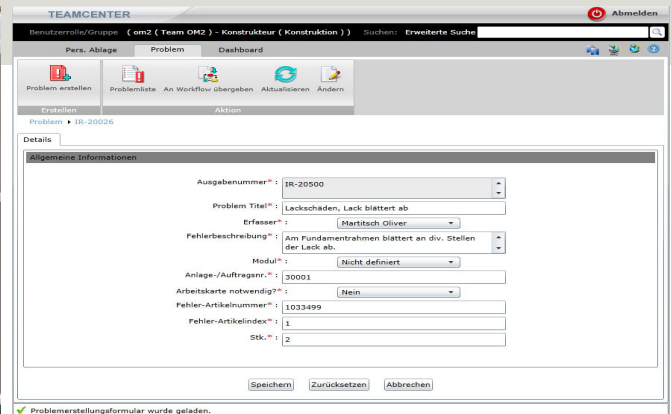 TEAMCENTER
Abmelden
Benutzerrolle/Gruppe ( om2 ( Team OM2 ) - Konstrukteur ( Konstruktion ) ) Suchen: Erweiterte Suche
Pers. Ablage Problem Dashboard
Problem erstellen Problemliste An Workflow übergeben Aktualisieren Ändern
Erstellen Aktion
Problem IR-20026
Details
Allgemeine Informationen
Ausgabenummer* : IR-20500
Problem Titel* : Lackschäden, Lack blättert ab
Erfasser* : Martitsch Oliver
Fehlerbeschreibung* : Am Fundamentrahmen blättert an div. Stellen
der Lack ab.
Modul* : Nicht definiert
Anlage-/Auftragsnr.* : 30001
Arbeitskarte notwendig?* : Nein
Fehler-Artikelnummer* : 1033499
Fehler-Artikelindex* : 1
Stk.* : 2
Speichern Zurücksetzen Abbrechen
Problemerstellungsformular wurde geladen.